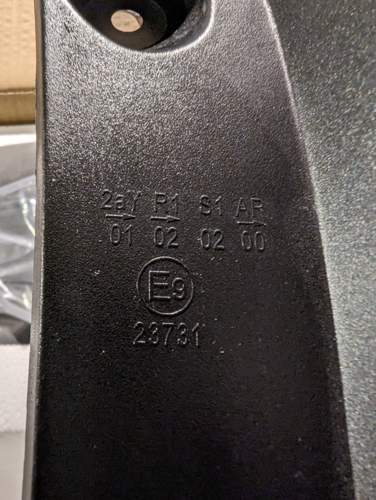 2aY R1 S1 AR
→ → →
01 02 02 00
E9
23731